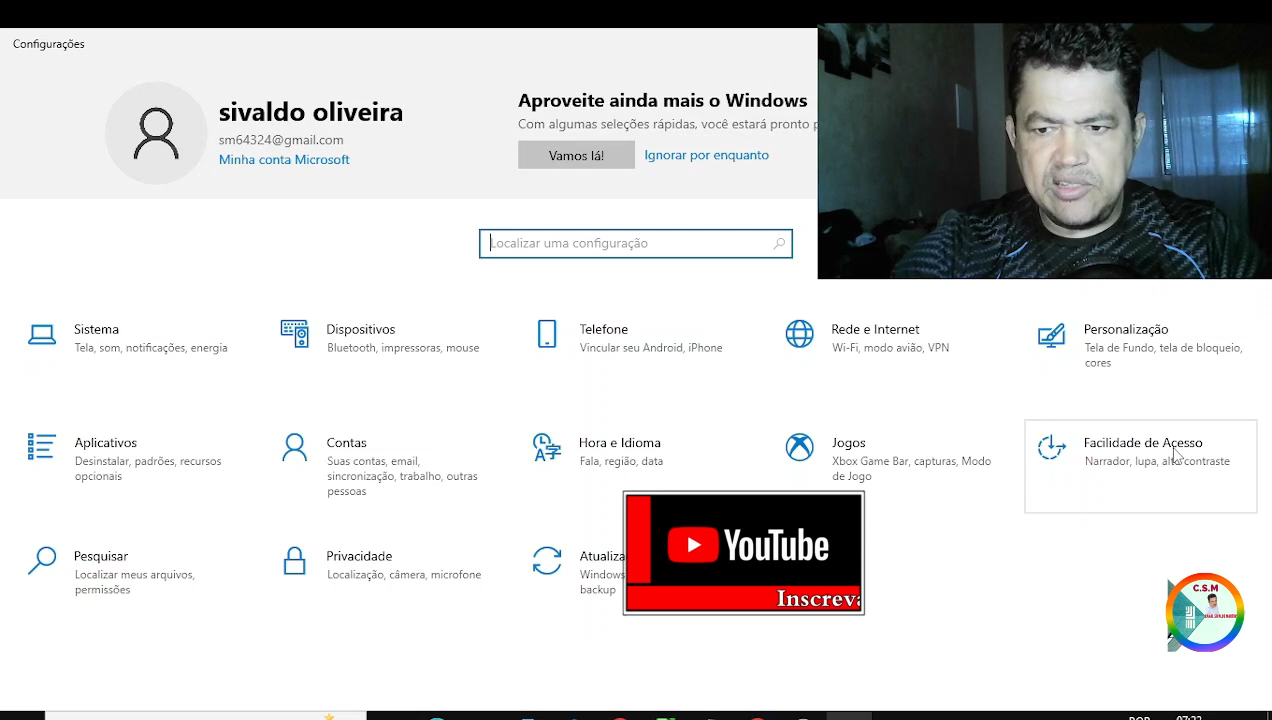 Configurações
sivaldo oliveira
sm64324@gmail.com
Minha conta Microsoft
Aproveite ainda mais o Windows
Com algumas seleções rápidas, você estará pronto p
Vamos lá!
Ignorar por enquanto
Localizar uma configuração
Sistema
Tela, som, notificações, energia
Dispositivos
Bluetooth, impressoras, mouse
Telefone
Vincular seu Android, iPhone
Rede e Internet
Wi-Fi, modo avião, VPN
Personalização
Tela de Fundo, tela de bloqueio,
cores
Aplicativos
Desinstalar, padrões, recursos
opcionais
Contas
Suas contas, email,
sincronização, trabalho, outras
pessoas
Hora e Idioma
Fala, região, data
Jogos
Xbox Game Bar, capturas, Modo
de Jogo
Facilidade de Acesso
Narrador, lupa, alto contraste
Pesquisar
Localizar meus arquivos,
permissões
Privacidade
Localização, câmera, microfone
Atualiza
Windows
backup
YouTube
Inscreva
C.S.M